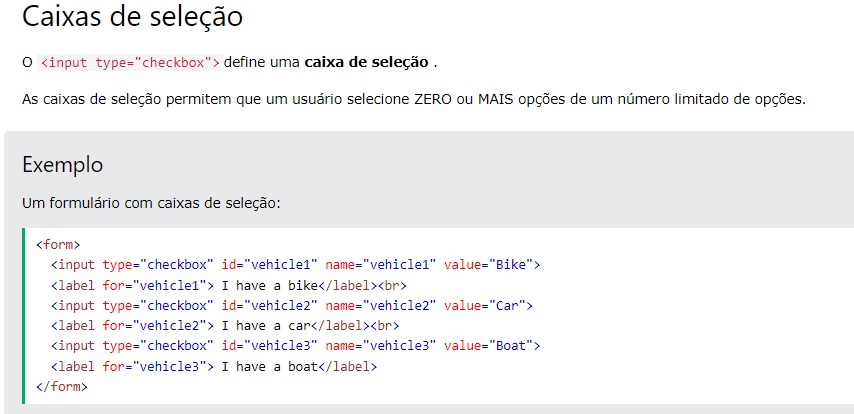 Caixas de seleção
O <input type="checkbox"> define uma caixa de seleção .
As caixas de seleção permitem que um usuário selecione ZERO ou MAIS opções de um número limitado de opções.
Exemplo
Um formulário com caixas de seleção:
<form>
  <input type="checkbox" id="vehicle1" name="vehicle1" value="Bike">
  <label for="vehicle1"> I have a bike</label><br>
  <input type="checkbox" id="vehicle2" name="vehicle2" value="Car">
  <label for="vehicle2"> I have a car</label><br>
  <input type="checkbox" id="vehicle3" name="vehicle3" value="Boat">
  <label for="vehicle3"> I have a boat</label>
</form>